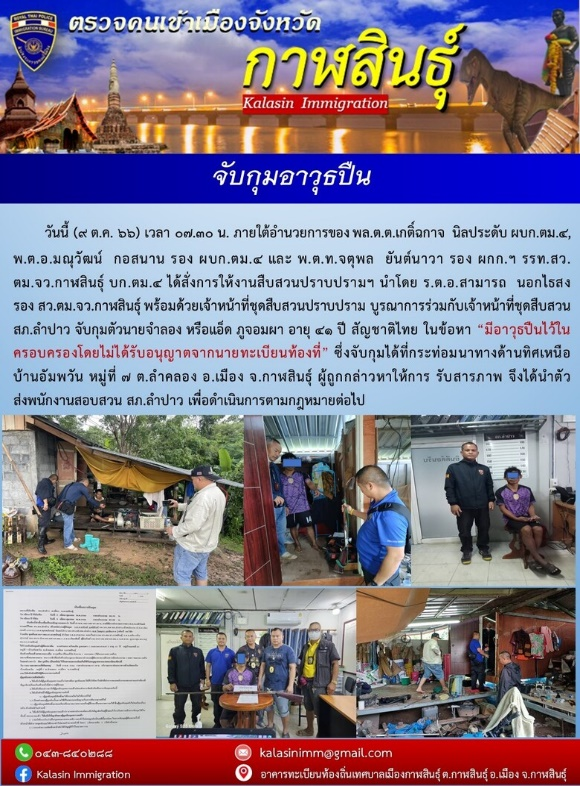 ROYAL THAI POLICE
IMMIGRATION BUREAU
ตรวจคนเข้าเมืองจังหวัด
กาฬสินธุ์
Kalasin Immigration
จับกุมอาวุธปืน
วันนี้ (๙ ต.ค. ๖๖) เวลา ๐๗.๓๐ น. ภายใต้อำนวยการของ พล.ต.ต.เกติ์ฉกาจ นิลประดับ ผบก.ตม.๔,
พ.ต.อ.มณุวัฒน์ กอสนาน รอง ผบก.ตม.๔ และ พ.ต.ท.จตุพล ยันต์นาวา รอง ผกก.ฯ รรท.สว.
ตม.จว.กาฬสินธุ์ บก.ตม.๔ ได้สั่งการให้งานสืบสวนปราบปรามฯ นำโดย ร.ต.อ.สามารถ นอกไธสง
รอง สว.ตม.จว.กาฬสินธุ์ พร้อมด้วยเจ้าหน้าที่ชุดสืบสวนปราบปราม บูรณาการร่วมกับเจ้าหน้าที่ชุดสืบสวน
สภ.ลำปาว จับกุมตัวนายจำลอง หรือแอ็ด ภูจอมผา อายุ ๔๑ ปี สัญชาติไทย ในข้อหา “มีอาวุธปืนไว้ใน
ครอบครองโดยไม่ได้รับอนุญาตจากนายทะเบียนท้องที่” ซึ่งจับกุมได้ที่กระท่อมนาทางด้านทิศเหนือ
บ้านอัมพวัน หมู่ที่ ๗ ต.ลำคลอง อ.เมือง จ.กาฬสินธุ์ ผู้ถูกกล่าวหาให้การ รับสารภาพ จึงได้นำตัว
ส่งพนักงานสอบสวน สภ.ลำปาว เพื่อดำเนินการตามกฎหมายต่อไป
๐๔๓-๘๔๐๒๘๘
kalasinimm@gmail.com
Kalasin Immigration
อาคารทะเบียนท้องถิ่นเทศบาลเมืองกาฬสินธุ์ ต.กาฬสินธุ์ อ.เมือง จ.กาฬสินธุ์